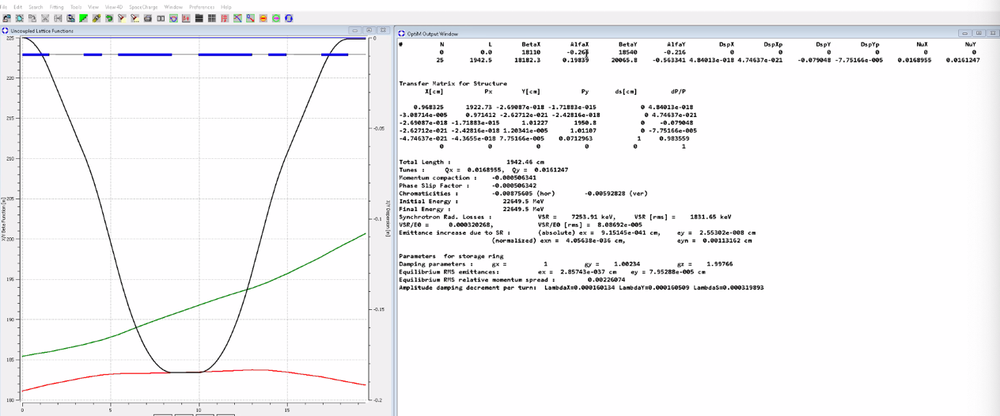 File Edit Search Fitting Tools View View-4D SpaceCharge Window Preferences Help
Uncoupled Lattice Functions
225
220
215
210
205
200
195
190
185
180
X/Y Beta Function [m]
0
5
10
15
0
-0.05
-0.1
-0.15
-0.2
X/Y Dispersion [m]
OptiM Output Window
# N L BetaX AlfaX BetaY AlfaY DspX DspXp DspY DspYp NuX NuY
0 0.0 18110 -0.268 18540 -0.216 0 0 0 0 0 0
25 1942.5 18182.3 0.19839 20065.8 -0.563341 4.84013e-018 4.74637e-021 -0.079048 -7.75166e-005 0.0168955 0.0161247
Transfer Matrix for Structure
X[cm] Px Y[cm] Py ds[cm] dP/P
0.968325 1922.73 -2.69087e-018 -1.71883e-015 0 4.84013e-018
-3.08714e-005 0.971412 -2.62712e-021 -2.42816e-018 0 4.74637e-021
-2.69087e-018 -1.71883e-015 1.01227 1950.8 0 -0.079048
-2.62712e-021 -2.42816e-018 1.20341e-005 1.01107 0 -7.75166e-005
-4.74637e-021 -4.3655e-018 7.75166e-005 0.0712963 1 0.983559
0 0 0 0 0 1
Total Length : 1942.46 cm
Tunes : Qx = 0.0168955, Qy = 0.0161247
Momentum compaction : -0.000506341
Phase Slip Factor : -0.000506342
Chromaticities : -0.00875605 (hor) -0.00592828 (ver)
Initial Energy : 22649.5 MeV
Final Energy : 22649.5 MeV
Synchrotron Rad. Losses : VSR = 7253.91 keV, VSR [rms] = 1831.65 keV
VSR/E0 = 0.000320268, VSR/E0 [rms] = 8.08692e-005
Emittance increase due to SR : (absolute) ex = 9.15145e-041 cm, ey = 2.55302e-008 cm
(normalized) exn = 4.05638e-036 cm, eyn = 0.00113162 cm
Parameters for storage ring
Damping parameters : gx = 1 gy = 1.00234 gz = 1.99766
Equilibrium RMS emittances: ex = 2.85743e-037 cm ey = 7.95288e-005 cm
Equilibrium RMS relative momentum spread : 0.00226074
Amplitude damping decrement per turn: LambdaX=0.000160134 LambdaY=0.000160509 LambdaS=0.000319893